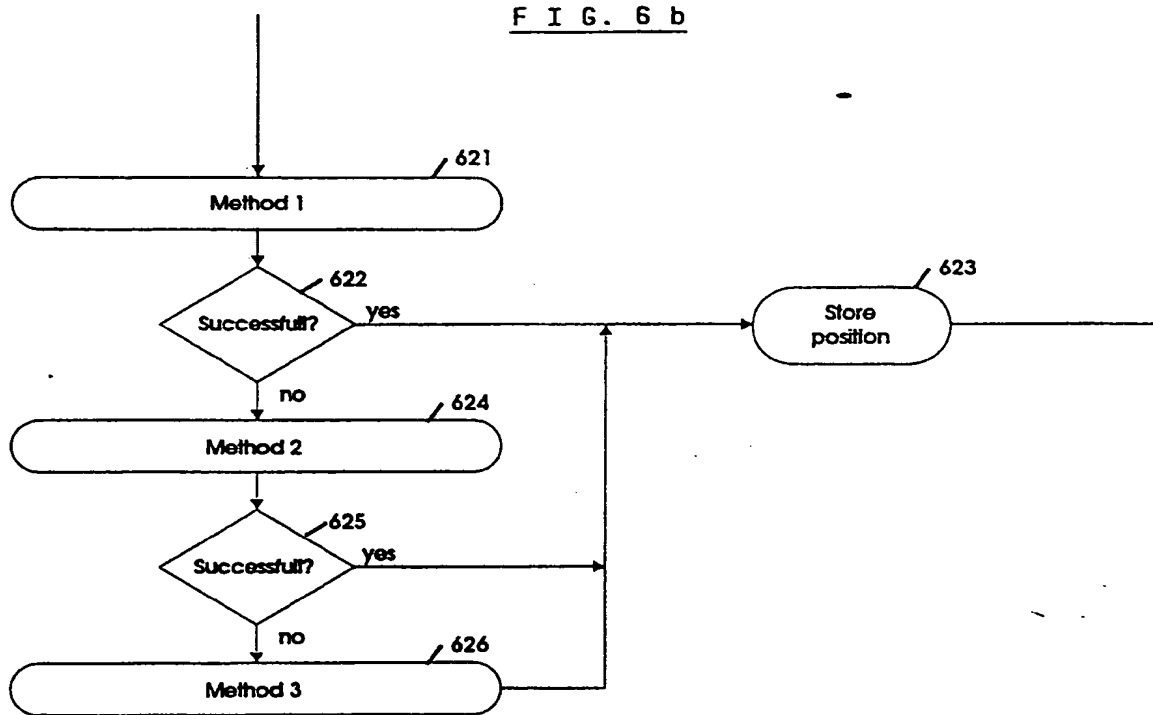 F I G. 6 b
621
Method 1
622
Successfull?
yes
623
Store
position
no
624
Method 2
625
Successfull?
yes
no
626
Method 3